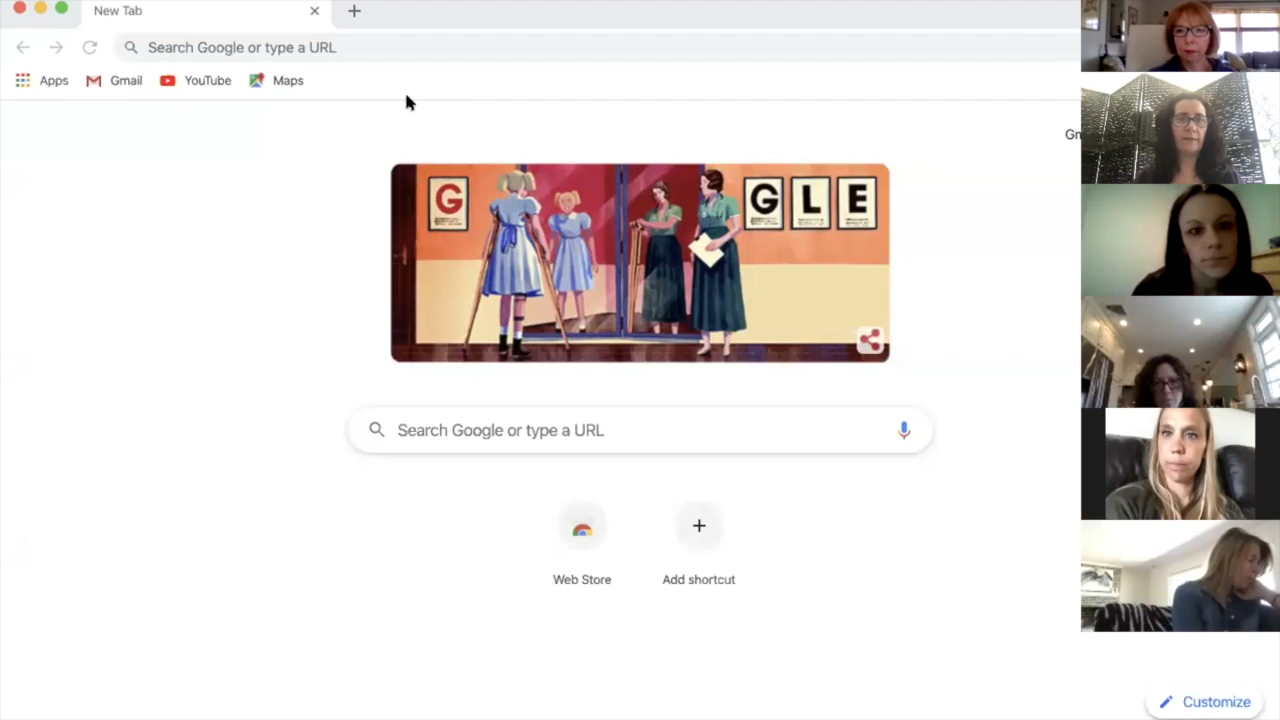 New Tab
Search Google or type a URL
Apps Gmail YouTube Maps
G G L E
Search Google or type a URL
Web Store Add shortcut
Customize